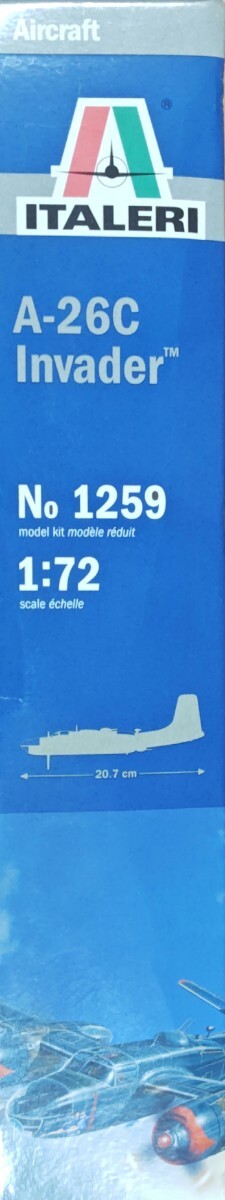 Aircraft
®
ITALERI
A-26C
Invader™
No 1259
model kit modèle réduit
1:72
scale échelle
20.7 cm